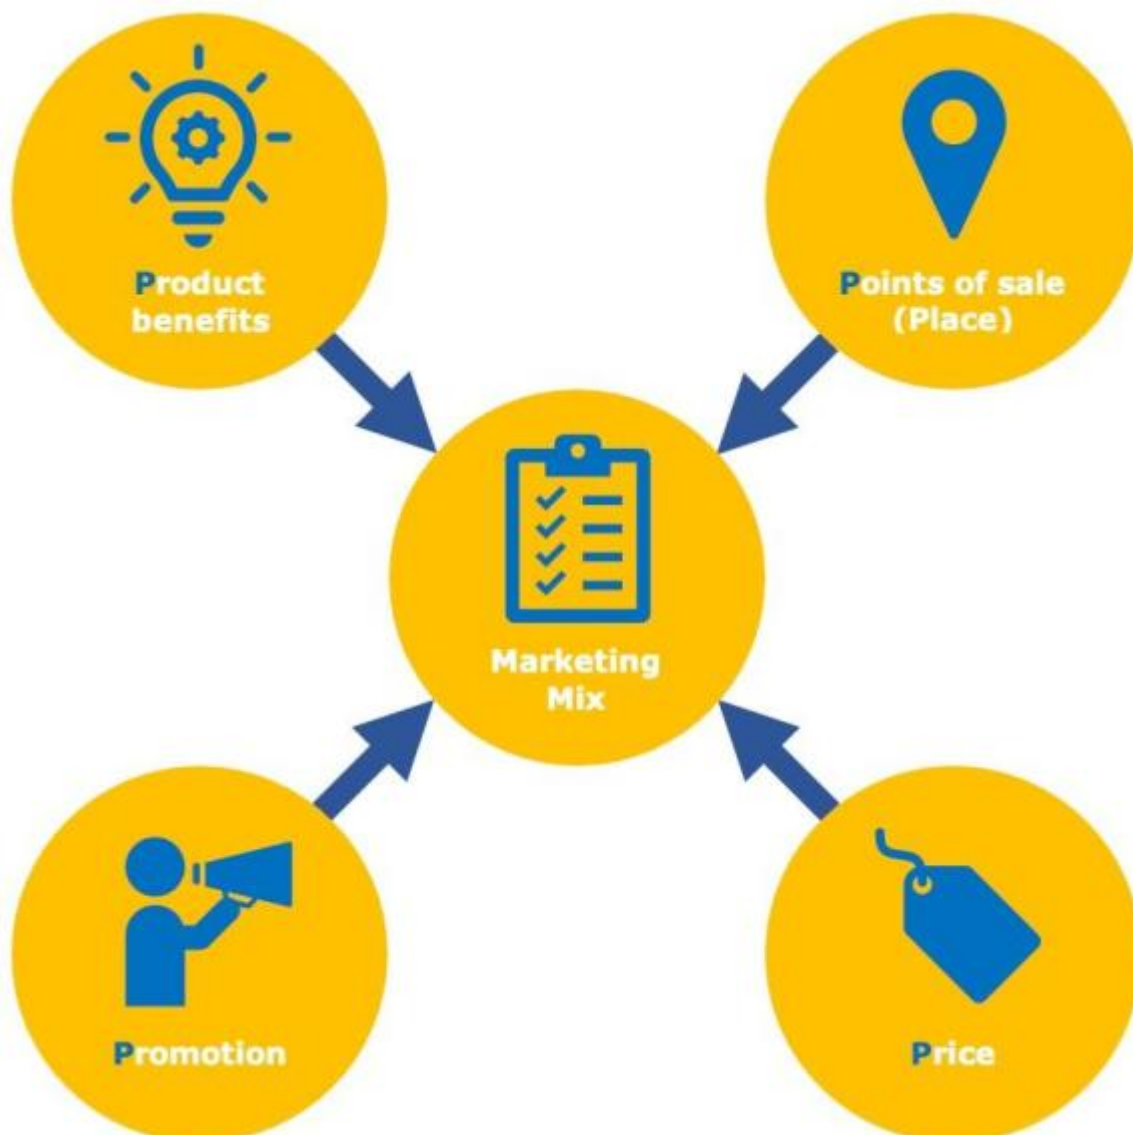 Product
benefits
Points of sale
(Place)
Marketing
Mix
Promotion
Price